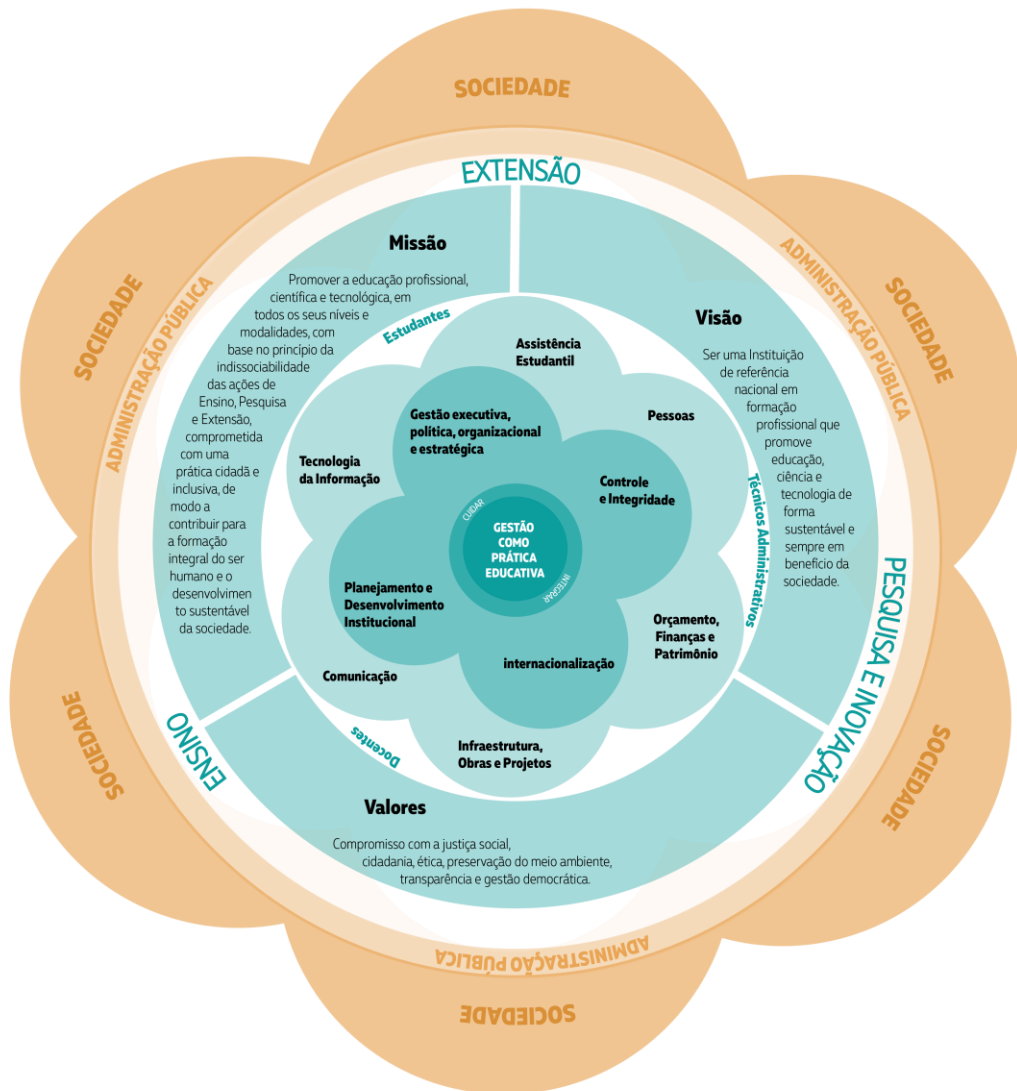 SOCIEDADE
EXTENSÃO
SOCIEDADE
ADMINISTRAÇÃO PÚBLICA
ADMINISTRAÇÃO PÚBLICA
SOCIEDADE
Missão
Promover a educação profissional,
científica e tecnológica, em
todos os seus níveis e
modalidades, com
base no princípio da
indissociabilidade
das ações de
Ensino, Pesquisa
e Extensão,
comprometida
com uma
prática cidadã e
inclusiva, de
modo a
contribuir para
a formação
integral do ser
humano e o
desenvolvimen
to sustentável
da sociedade.
Visão
Ser uma Instituição
de referência
nacional em
formação
profissional que
promove
educação,
ciência e
tecnologia de
forma
sustentável e
sempre em
benefício da
sociedade.
Estudantes
Assistência
Estudantil
Gestão executiva,
política, organizacional
e estratégica
Pessoas
Tecnologia
da Informação
Controle
e Integridade
Técnicos Administrativos
CUIDAR
GESTÃO
COMO
PRÁTICA
EDUCATIVA
INTEGRAR
Planejamento e
Desenvolvimento
Institucional
Orçamento,
Finanças e
Patrimônio
internacionalização
Comunicação
Infraestrutura,
Obras e Projetos
Docentes
ENSINO
PESQUISA E INOVAÇÃO
SOCIEDADE
SOCIEDADE
Valores
Compromisso com a justiça social,
cidadania, ética, preservação do meio ambiente,
transparência e gestão democrática.
ADMINISTRAÇÃO PÚBLICA
SOCIEDADE